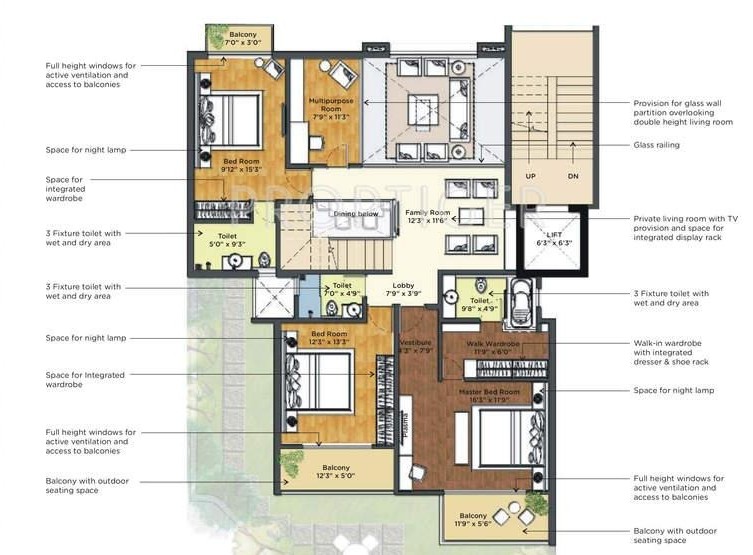 Balcony
7'0" x 3'0"
Full height windows for
active ventilation and
access to balconies
Multipurpose
Room
7'9" x 11'3"
Provision for glass wall
partition overlooking
double height living room
Space for night lamp
Glass railing
Bed Room
9'12" x 15'3"
UP
DN
Space for
integrated
wardrobe
PROPTIGER
Dining below
Family Room
12'3" x 11'6"
Private living room with TV
provision and space for
integrated display rack
3 Fixture toilet with
wet and dry area
Toilet
5'0" x 9'3"
LIFT
6'3" x 6'3"
3 Fixture toilet with
wet and dry area
Toilet
7'0" x 4'9"
Lobby
7'9" x 3'9"
Toilet
9'8" x 4'9"
3 Fixture toilet with
wet and dry area
Space for night lamp
Bed Room
12'3" x 13'3"
Vestibule
4'3" x 7'9"
Walk Wardrobe
11'9" x 6'0"
Walk-in wardrobe
with integrated
dresser & shoe rack
Space for Integrated
wardrobe
Master Bed Room
16'3" x 11'9"
Space for night lamp
Plasma
Full height windows for
active ventilation and
access to balconies
Balcony
12'3" x 5'0"
Full height windows for
active ventilation and
access to balconies
Balcony with outdoor
seating space
Balcony
11'9" x 5'6"
Balcony with outdoor
seating space